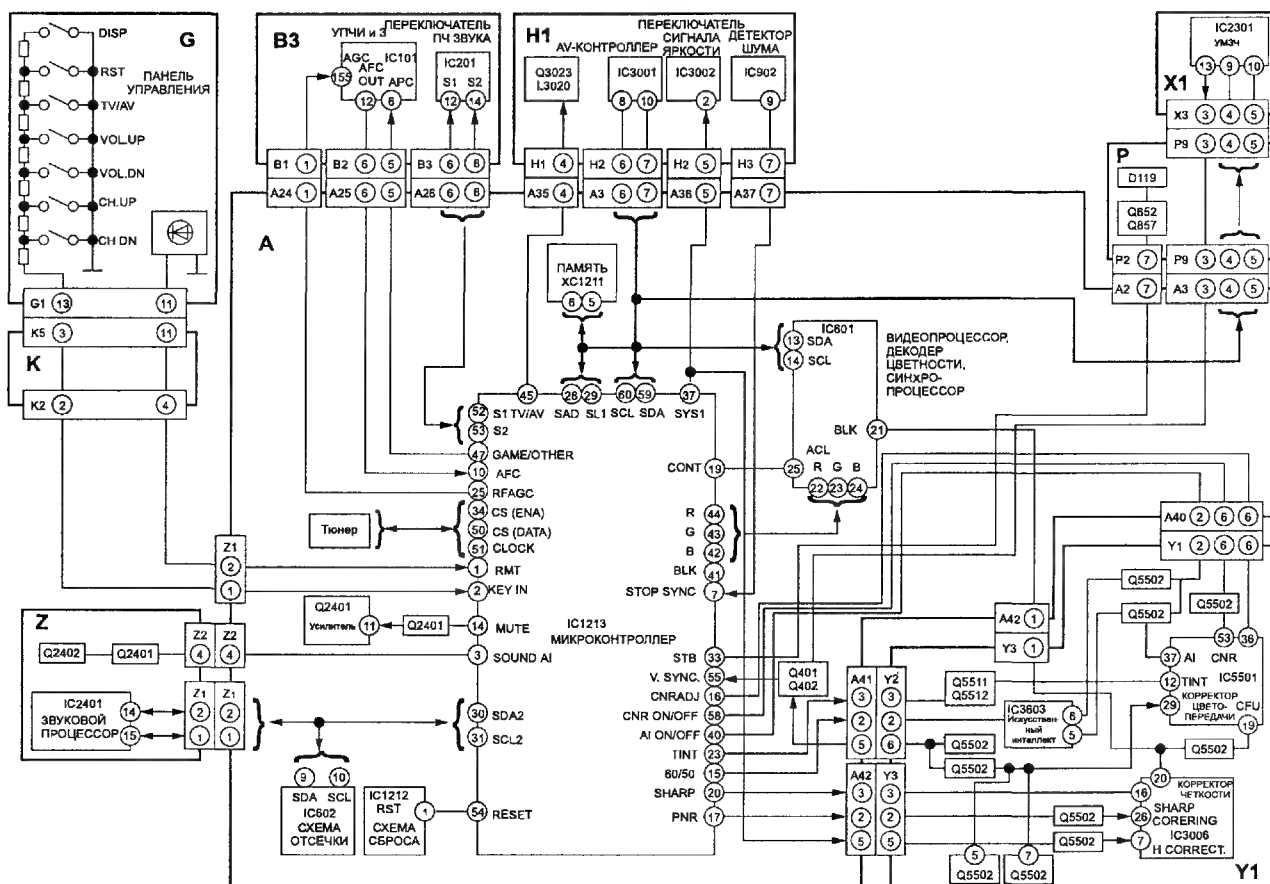 G
DISP
RST
TV/AV
VOL.UP
VOL.DN
CH.UP
CH DN
ПАНЕЛЬ
УПРАВЛЕНИЯ
G1 13 11
K5 3 11
K
K2 2 4
B3
УПЧИ и З
ПЕРЕКЛЮЧАТЕЛЬ
ПЧ ЗВУКА
AGC
AFC
OUT
IC101
APC
155
12 6
IC201
S1 S2
12 14
B1 1
B2 6 5
B3 6 8
A24 1
A25 6 5
A26 6 8
A
H1
AV-КОНТРОЛЛЕР
ПЕРЕКЛЮЧАТЕЛЬ
СИГНАЛА
ЯРКОСТИ
ДЕТЕКТОР
ШУМА
Q3023
L3020
IC3001
8 10
IC3002
2
IC902
9
H1 4
H2 6 7
H2 5
H3 7
A35 4
A3 6 7
A36 5
A37 7
X1
IC2301
УМЗЧ
13 9 10
X3 3 4 5
P9 3 4 5
P
D119
Q852
Q857
P2 7
P9 3 4 5
A2 7
A3 3 4 5
ПАМЯТЬ
XC1211
6 5
IC601
13 SDA
14 SCL
ВИДЕОПРОЦЕССОР,
ДЕКОДЕР
ЦВЕТНОСТИ,
СИНХРО-
ПРОЦЕССОР
BLK 21
25 ACL
R G B
22 23 24
45 28 29 60 59 37
TV/AV SAD SL1 SCL SDA SYS1
52 S1
53 S2
47 GAME/OTHER
10 AFC
25 RFAGC
34 CS (ENA)
50 CS (DATA)
51 CLOCK
1 RMT
2 KEY IN
14 MUTE
3 SOUND AI
30 SDA2
31 SCL2
54 RESET
IC1213
МИКРОКОНТРОЛЛЕР
CONT 19
R 44
G 43
B 42
BLK 41
STOP SYNC 7
STB 33
V. SYNC. 55
CNRADJ 16
CNR ON/OFF 58
AI ON/OFF 40
TINT 23
60/50 15
SHARP 20
PNR 17
Тюнер
Z1
2
1
Q2401
Усилитель 11
Q2401
Z
Q2402
Q2401
Z2 Z2
4 4
IC2401
ЗВУКОВОЙ
ПРОЦЕССОР
14
15
Z1 Z1
2 2
1 1
9 10
SDA SCL
IC602
СХЕМА
ОТСЕЧКИ
IC1212
RST
СХЕМА
СБРОСА
1
Q401
Q402
A41 Y2
3 3
2 2
5 6
A42 Y3
3 3
2 2
5 5
A40 2 6 6
Y1 2 6 6
A42 1
Y3 1
Q5502
Q5502
Q5502
Q5511
Q5512
IC3603
Искусствен-
ный
интеллект
6
5
53 36
37 AI CNR
IC5501
12 TINT
КОРРЕКТОР
ЦВЕТО-
ПЕРЕДАЧИ
29
CFU
19
Q5502
Q5502
Q5502
20
КОРРЕКТОР
ЧЕТКОСТИ
16
26 SHARP
CORERING
IC3006
7 H CORRECT.
Q5502
Q5502
5
Q5502
7
Q5502
Y1